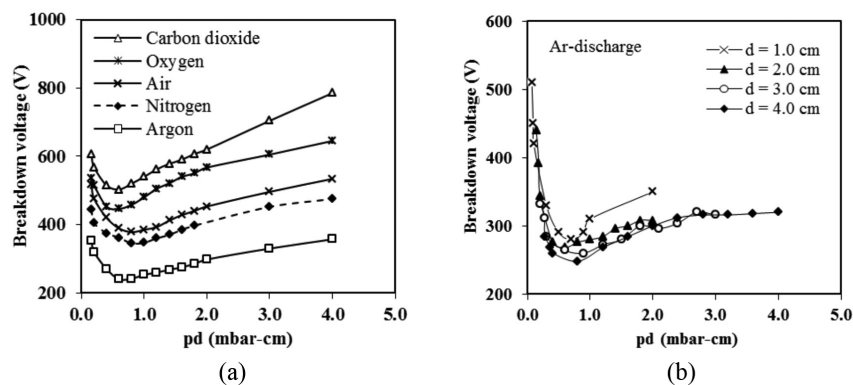 1000
800
600
400
200
Breakdown voltage (V)
Carbon dioxide
Oxygen
Air
Nitrogen
Argon
0.0 1.0 2.0 3.0 4.0 5.0
pd (mbar-cm)
(a)
600
500
400
300
200
Breakdown voltage (V)
Ar-discharge
d = 1.0 cm
d = 2.0 cm
d = 3.0 cm
d = 4.0 cm
0.0 1.0 2.0 3.0 4.0 5.0
pd (mbar-cm)
(b)